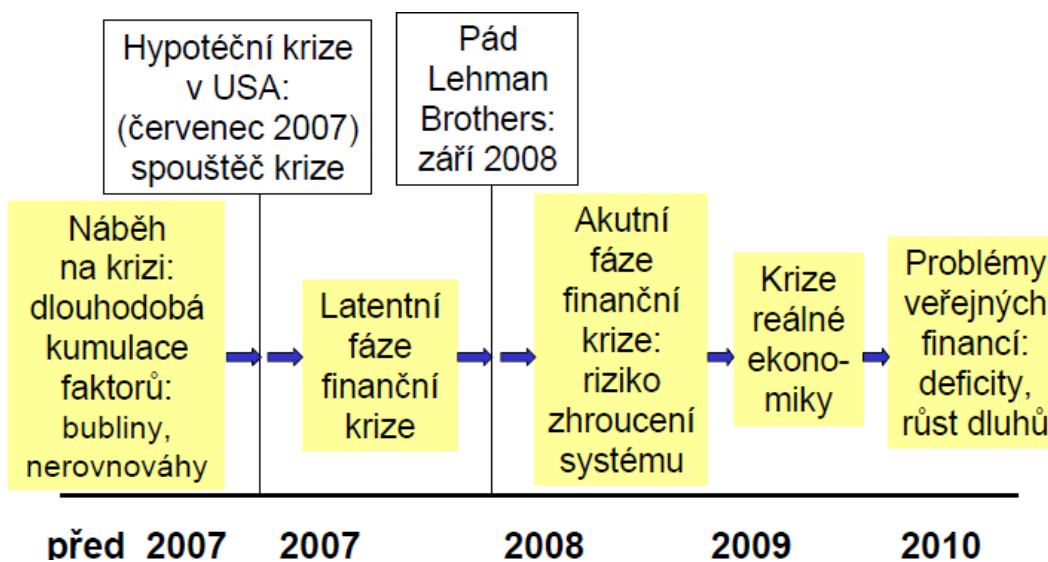 Hypotéční krize
v USA:
(červenec 2007)
spouštěč krize
Pád
Lehman
Brothers:
září 2008
Náběh
na krizi:
dlouhodobá
kumulace
faktorů:
bubliny,
nerovnováhy
Latentní
fáze
finanční
krize
Akutní
fáze
finanční
krize:
riziko
zhroucení
systému
Krize
reálné
ekono-
miky
Problémy
veřejných
financí:
deficity,
růst dluhů
před 2007 2007 2008 2009 2010